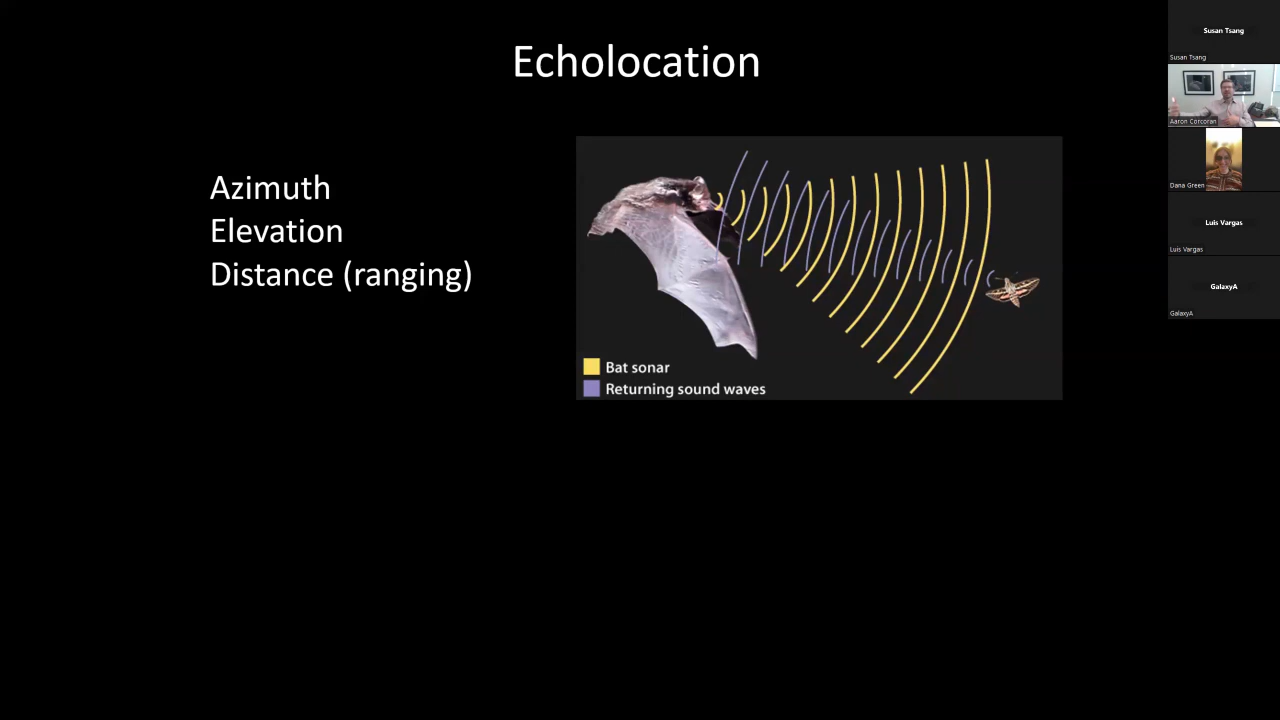 Echolocation
Azimuth
Elevation
Distance (ranging)
Bat sonar
Returning sound waves
Susan Tsang
Susan Tsang
Aaron Corcoran
Dana Green
Luis Vargas
Luis Vargas
GalaxyA
GalaxyA